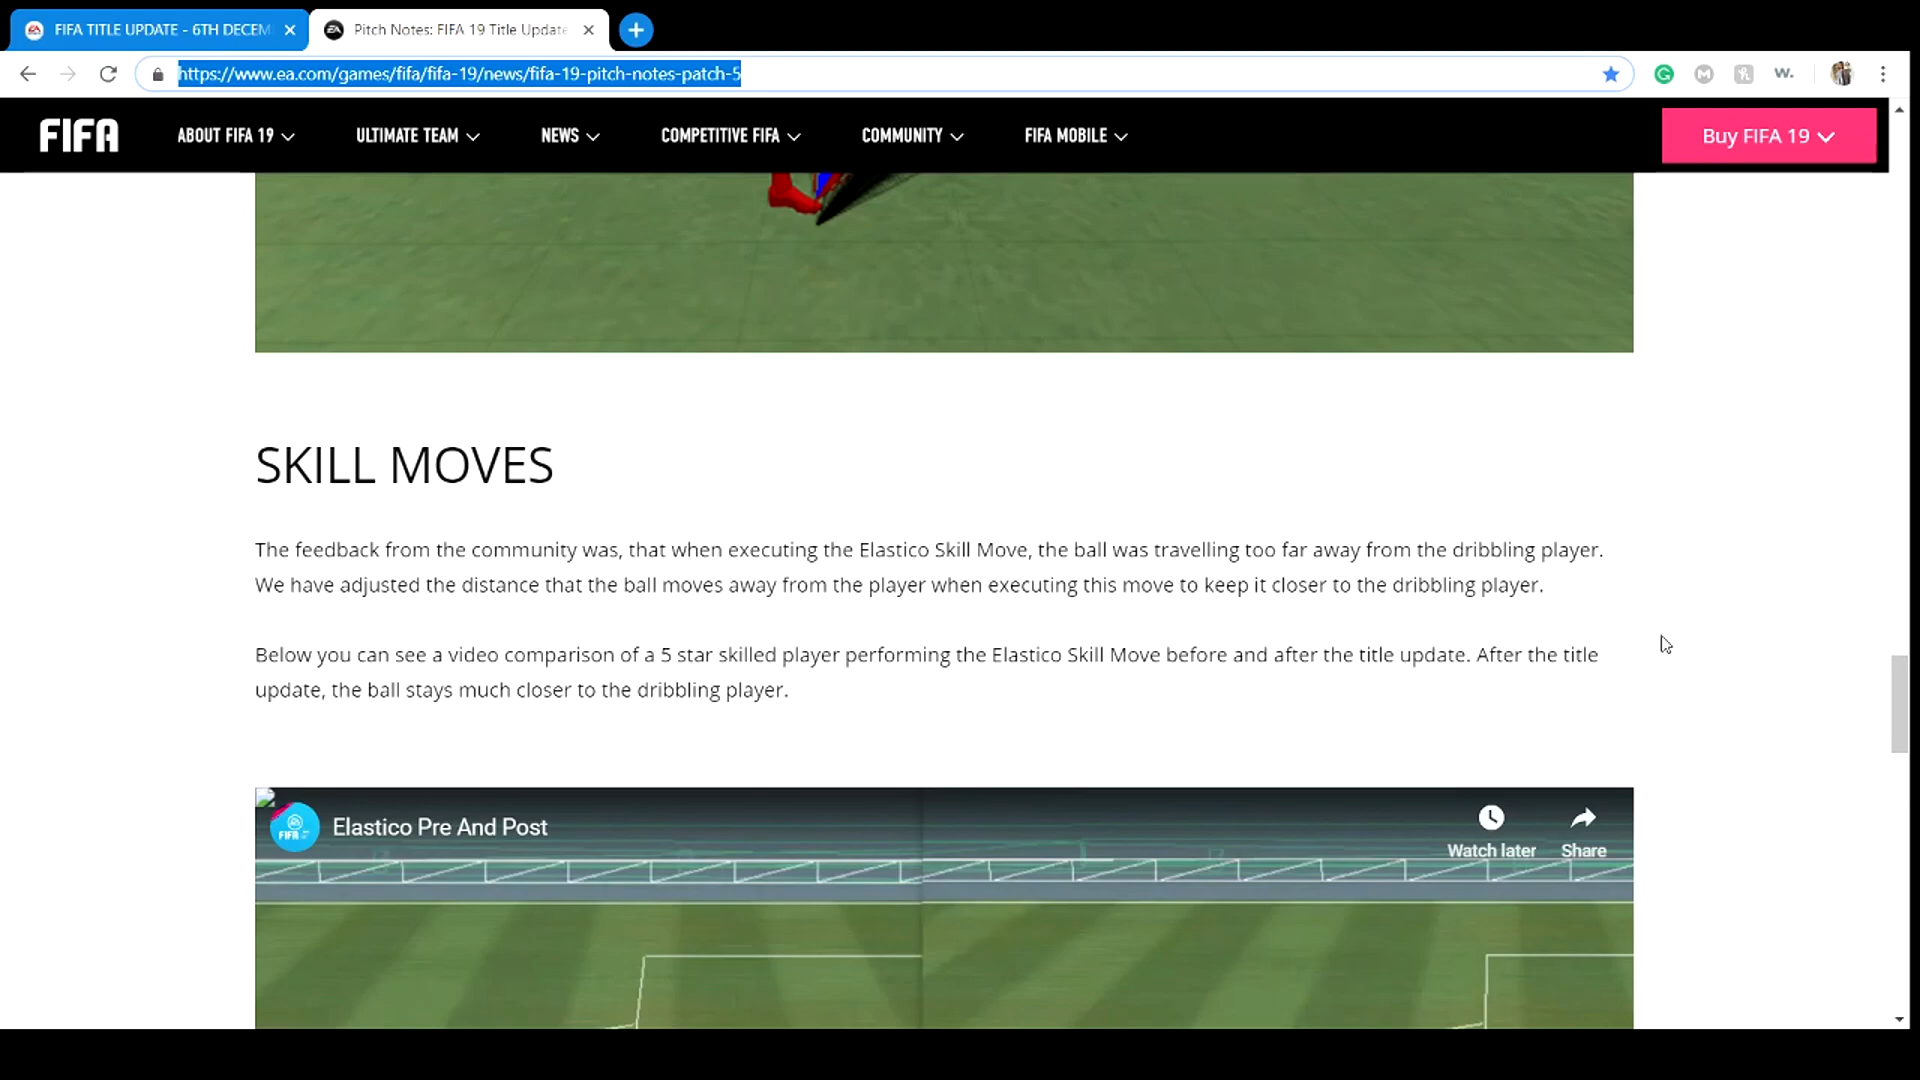 FIFA TITLE UPDATE - 6TH DECEM
Pitch Notes: FIFA 19 Title Update
https://www.ea.com/games/fifa/fifa-19/news/fifa-19-pitch-notes-patch-5
w.
FIFA
ABOUT FIFA 19
ULTIMATE TEAM
NEWS
COMPETITIVE FIFA
COMMUNITY
FIFA MOBILE
Buy FIFA 19
SKILL MOVES
The feedback from the community was, that when executing the Elastico Skill Move, the ball was travelling too far away from the dribbling player.
We have adjusted the distance that the ball moves away from the player when executing this move to keep it closer to the dribbling player.
Below you can see a video comparison of a 5 star skilled player performing the Elastico Skill Move before and after the title update. After the title
update, the ball stays much closer to the dribbling player.
FIFA
Elastico Pre And Post
Watch later
Share